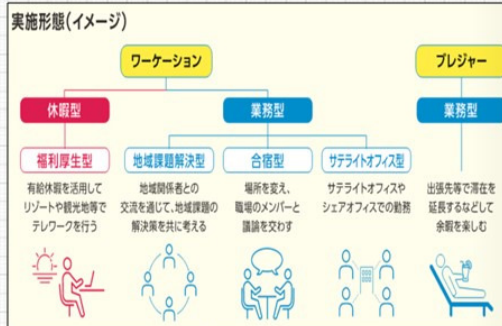 実施形態(イメージ)
ワーケーション
ブレジャー
休暇型
業務型
業務型
福利厚生型
地域課題解決型
合宿型
サテライトオフィス型
有給休暇を活用して
リゾートや観光地等で
テレワークを行う
地域関係者との
交流を通じて、地域課題の
解決策を共に考える
場所を変え、
職場のメンバーと
議論を交わす
サテライトオフィスや
シェアオフィスでの勤務
出張先等で滞在を
延長するなどして
余暇を楽しむ